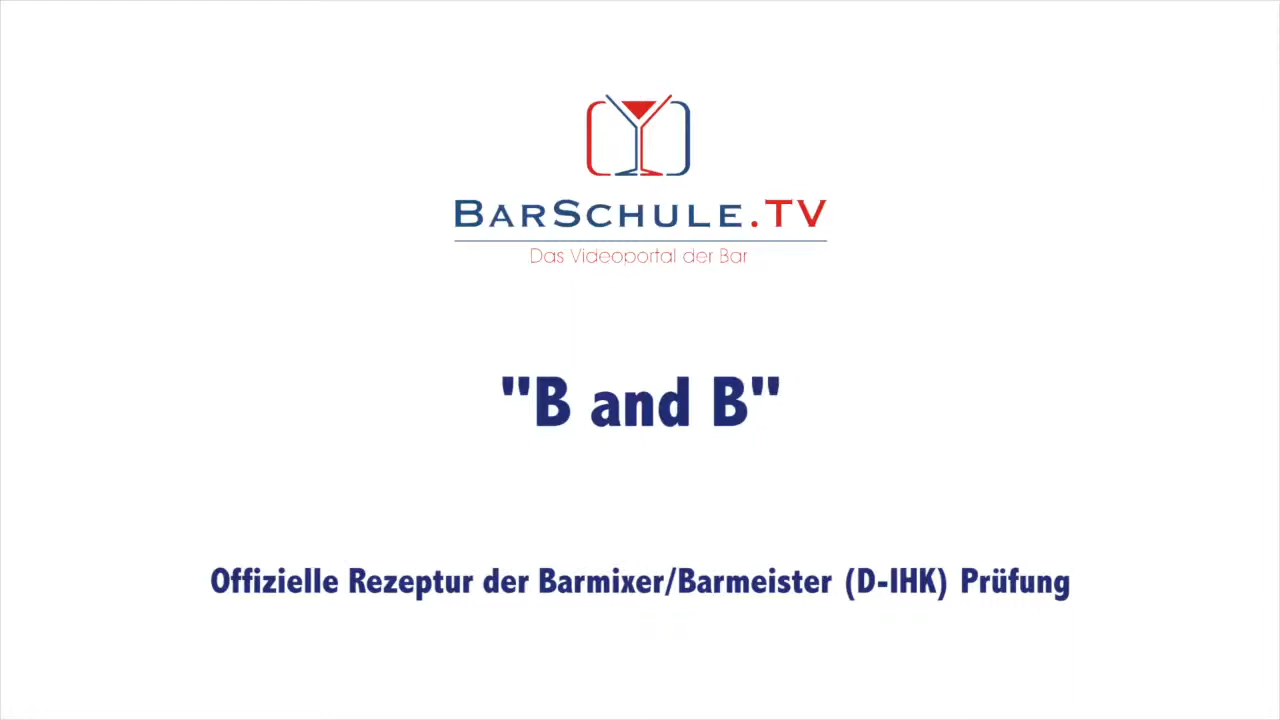 BARSCHULE.TV
Das Videoportal der Bar
"B and B"
Offizielle Rezeptur der Barmixer/Barmeister (D-IHK) Prüfung